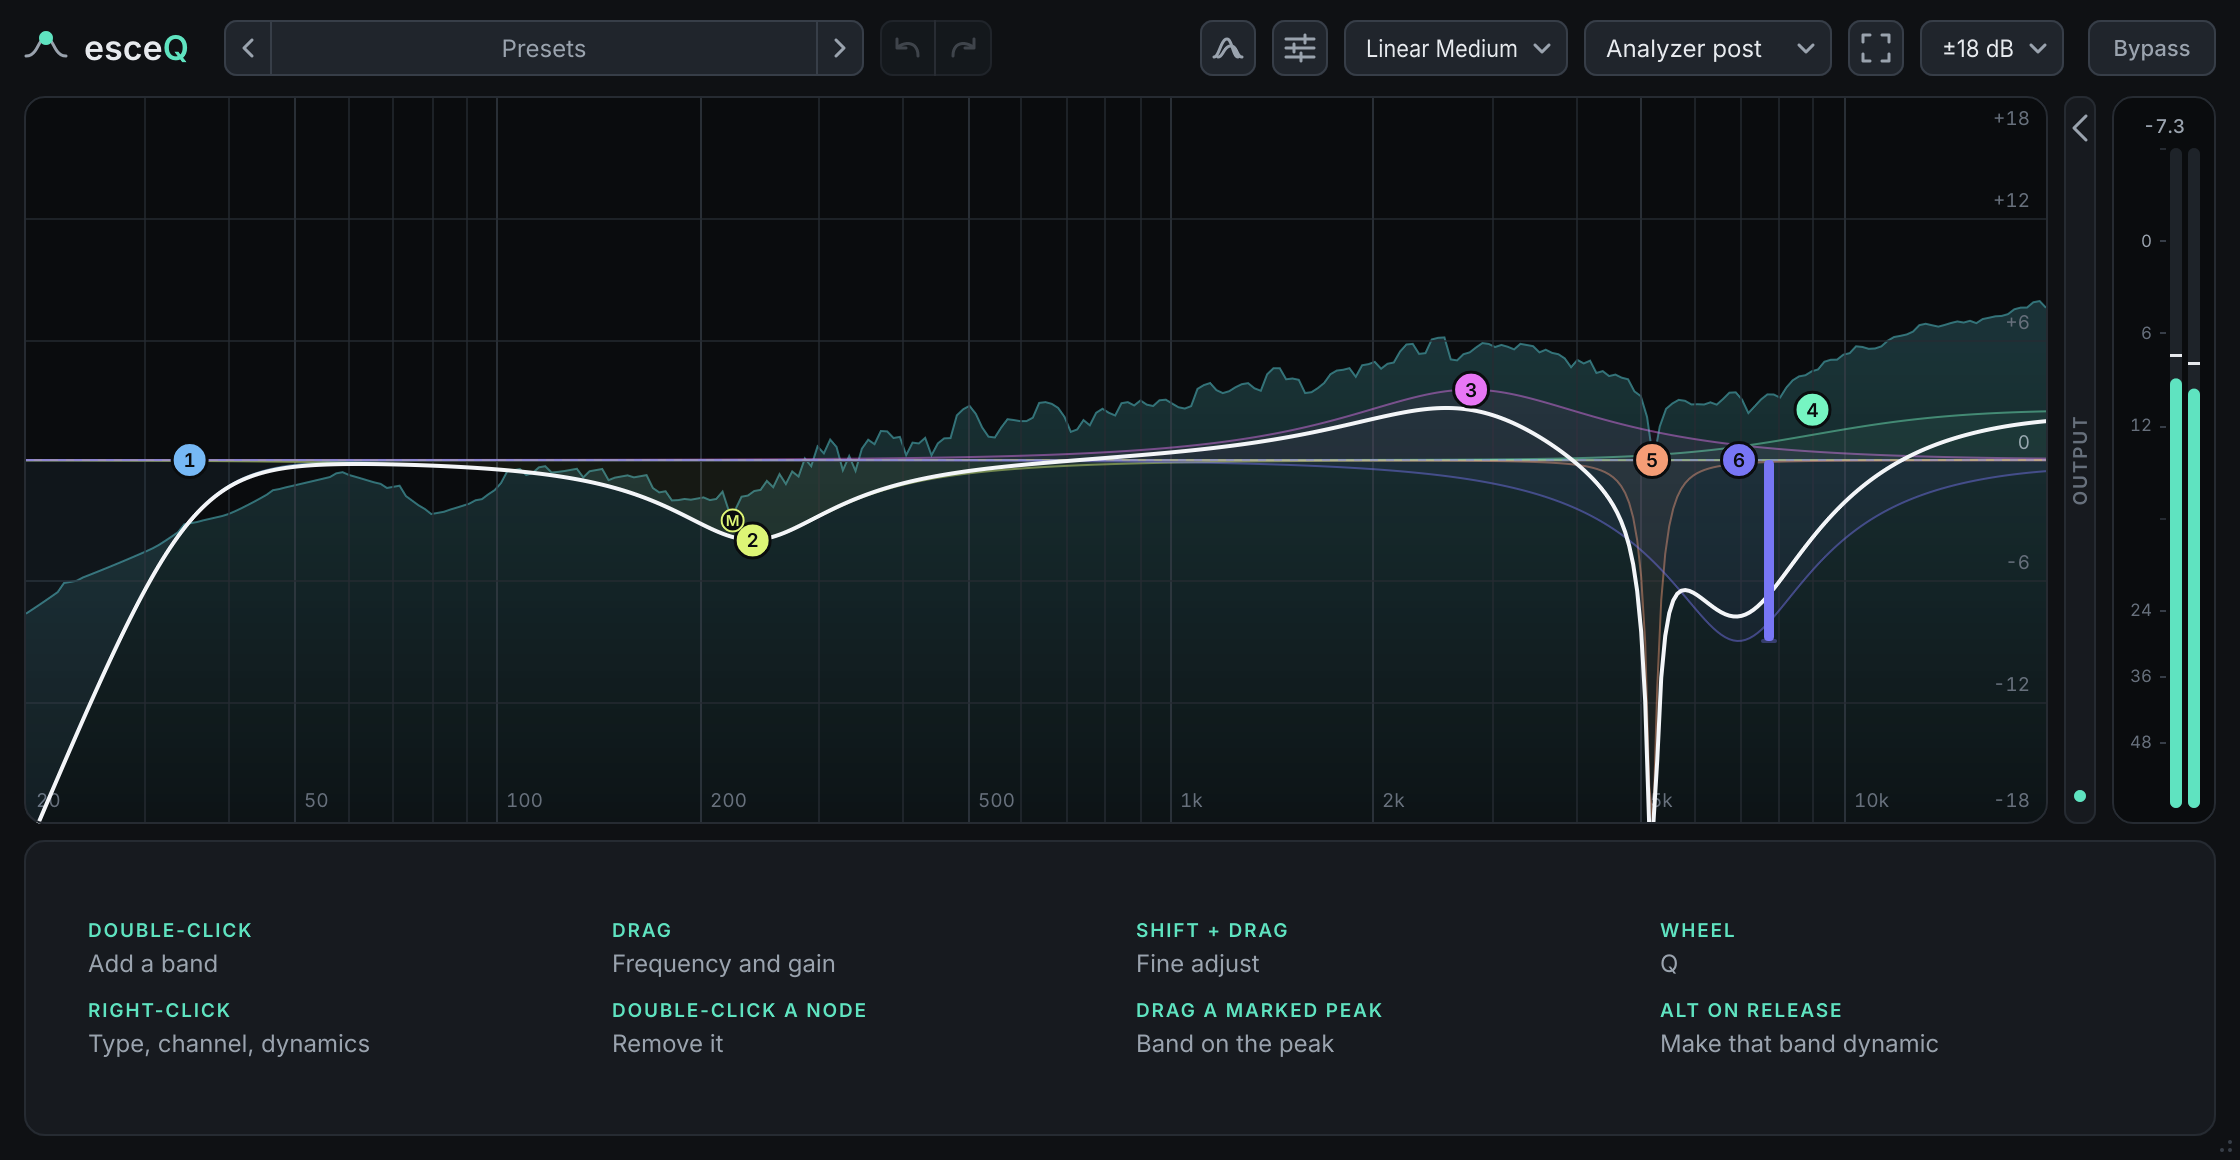 esceQ
Presets
Linear Medium
Analyzer post
±18 dB
Bypass
+18
+12
+6
0
-6
-12
-18
1
M
2
3
4
5
6
20
50
100
200
500
1k
2k
5k
10k
OUTPUT
-7.3
0
6
12
24
36
48
DOUBLE-CLICK
Add a band
DRAG
Frequency and gain
SHIFT + DRAG
Fine adjust
WHEEL
Q
RIGHT-CLICK
Type, channel, dynamics
DOUBLE-CLICK A NODE
Remove it
DRAG A MARKED PEAK
Band on the peak
ALT ON RELEASE
Make that band dynamic